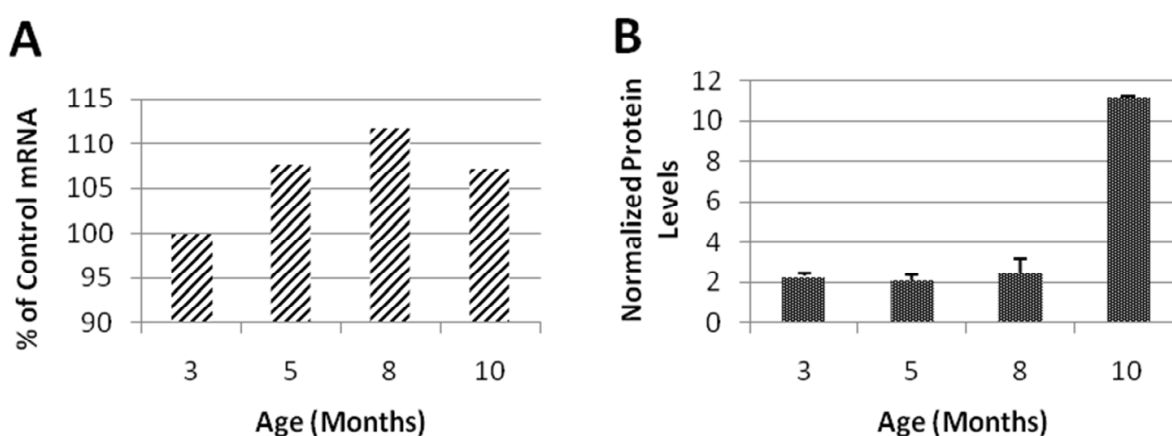 A
% of Control mRNA
115
110
105
100
95
90
3 5 8 10
Age (Months)
B
Normalized Protein
Levels
12
10
8
6
4
2
0
3 5 8 10
Age (Months)